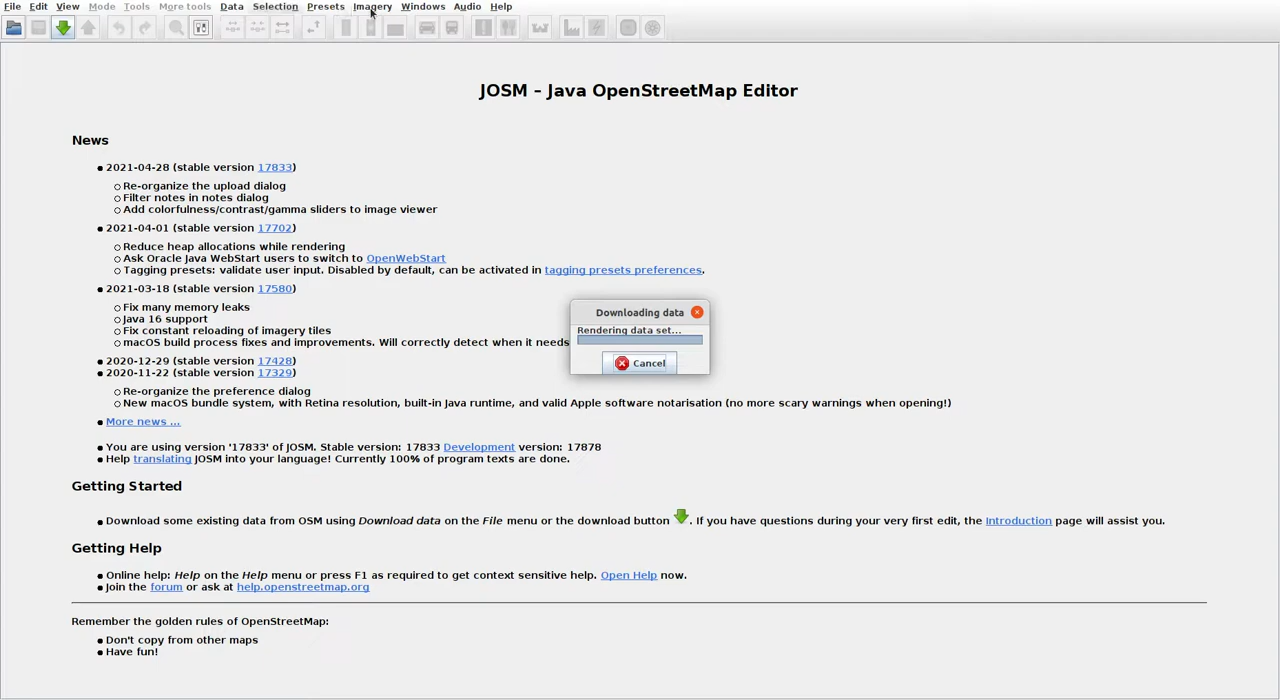 File Edit View Mode Tools More tools Data Selection Presets Imagery Windows Audio Help
JOSM – Java OpenStreetMap Editor
News
2021-04-28 (stable version 17833)
Re-organize the upload dialog
Filter notes in notes dialog
Add colorfulness/contrast/gamma sliders to image viewer
2021-04-01 (stable version 17702)
Reduce heap allocations while rendering
Ask Oracle Java WebStart users to switch to OpenWebStart
Tagging presets: validate user input. Disabled by default, can be activated in tagging presets preferences.
2021-03-18 (stable version 17580)
Fix many memory leaks
Java 16 support
Fix constant reloading of imagery tiles
macOS build process fixes and improvements. Will correctly detect when it needs
Downloading data
Rendering data set...
Cancel
2020-12-29 (stable version 17428)
2020-11-22 (stable version 17329)
Re-organize the preference dialog
New macOS bundle system, with Retina resolution, built-in Java runtime, and valid Apple software notarisation (no more scary warnings when opening!)
More news ...
You are using version '17833' of JOSM. Stable version: 17833 Development version: 17878
Help translating JOSM into your language! Currently 100% of program texts are done.
Getting Started
Download some existing data from OSM using Download data on the File menu or the download button . If you have questions during your very first edit, the Introduction page will assist you.
Getting Help
Online help: Help on the Help menu or press F1 as required to get context sensitive help. Open Help now.
Join the forum or ask at help.openstreetmap.org
Remember the golden rules of OpenStreetMap:
Don't copy from other maps
Have fun!